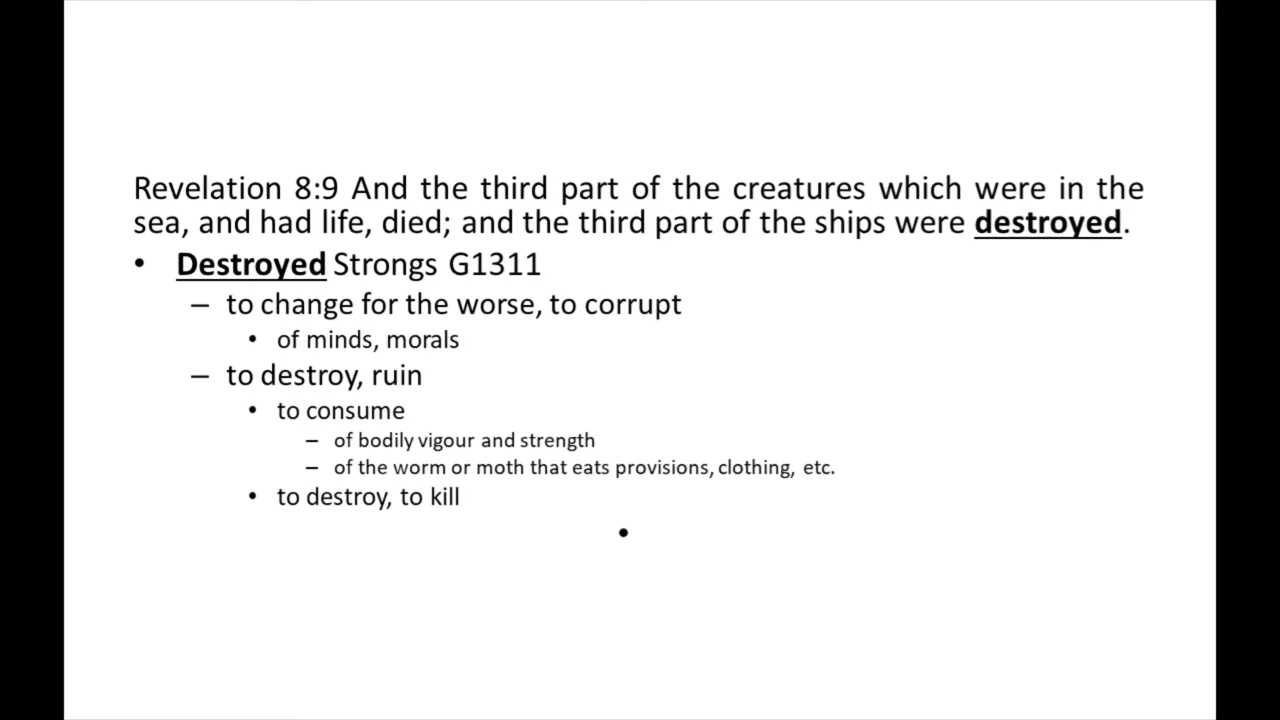 Revelation 8:9 And the third part of the creatures which were in the
sea, and had life, died; and the third part of the ships were destroyed.
• Destroyed Strongs G1311
– to change for the worse, to corrupt
• of minds, morals
– to destroy, ruin
• to consume
– of bodily vigour and strength
– of the worm or moth that eats provisions, clothing, etc.
• to destroy, to kill
•